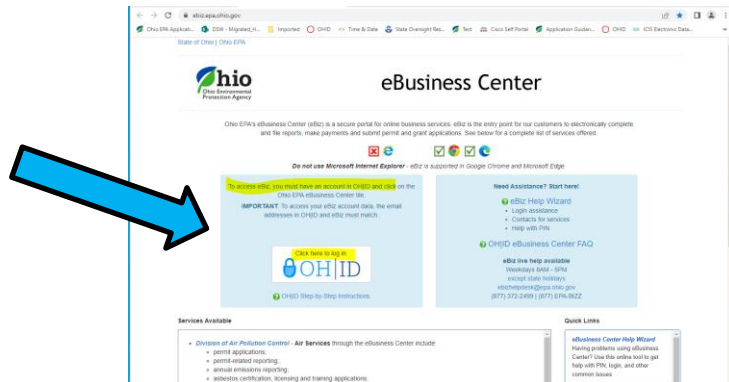 ebiz.epa.ohio.gov
Ohio EPA Applicati... DSW - Migrated_H... Imported OHID Time & Date State Oversight Res... Text Cisco Self Portal Application Guidan... OHID Electronic Data...
State of Ohio | Ohio EPA
Ohio
Ohio Environmental
Protection Agency
eBusiness Center
Ohio EPA's eBusiness Center (eBiz) is a secure portal for online business services. eBiz is the entry point for our customers to electronically complete
and file reports, make payments and submit permit and grant applications. See below for a complete list of services offered.
Do not use Microsoft Internet Explorer - eBiz is supported in Google Chrome and Microsoft Edge.
To access eBiz, you must have an account in OH|ID and click on the
Ohio EPA eBusiness Center tile.
IMPORTANT: To access your eBiz account data, the email
addresses in OH|ID and eBiz must match.
Click here to log in.
OH|ID
OH|ID Step-by-Step Instructions
Need Assistance? Start here!
eBiz Help Wizard
• Login assistance
• Contacts for services
• Help with PIN
OH|ID eBusiness Center FAQ
eBiz live help available
Weekdays 8AM - 5PM
except state holidays
ebizhelpdesk@epa.ohio.gov
(877) 372-2499 | (877) EPA-BIZZ
Services Available
• Division of Air Pollution Control - Air Services through the eBusiness Center include:
permit applications;
permit-related reporting;
annual emissions reporting;
asbestos certification, licensing and training applications;
Quick Links
eBusiness Center Help Wizard
Having problems using eBusiness
Center? Use this online tool to get
help with PIN, login, and other
common issues.